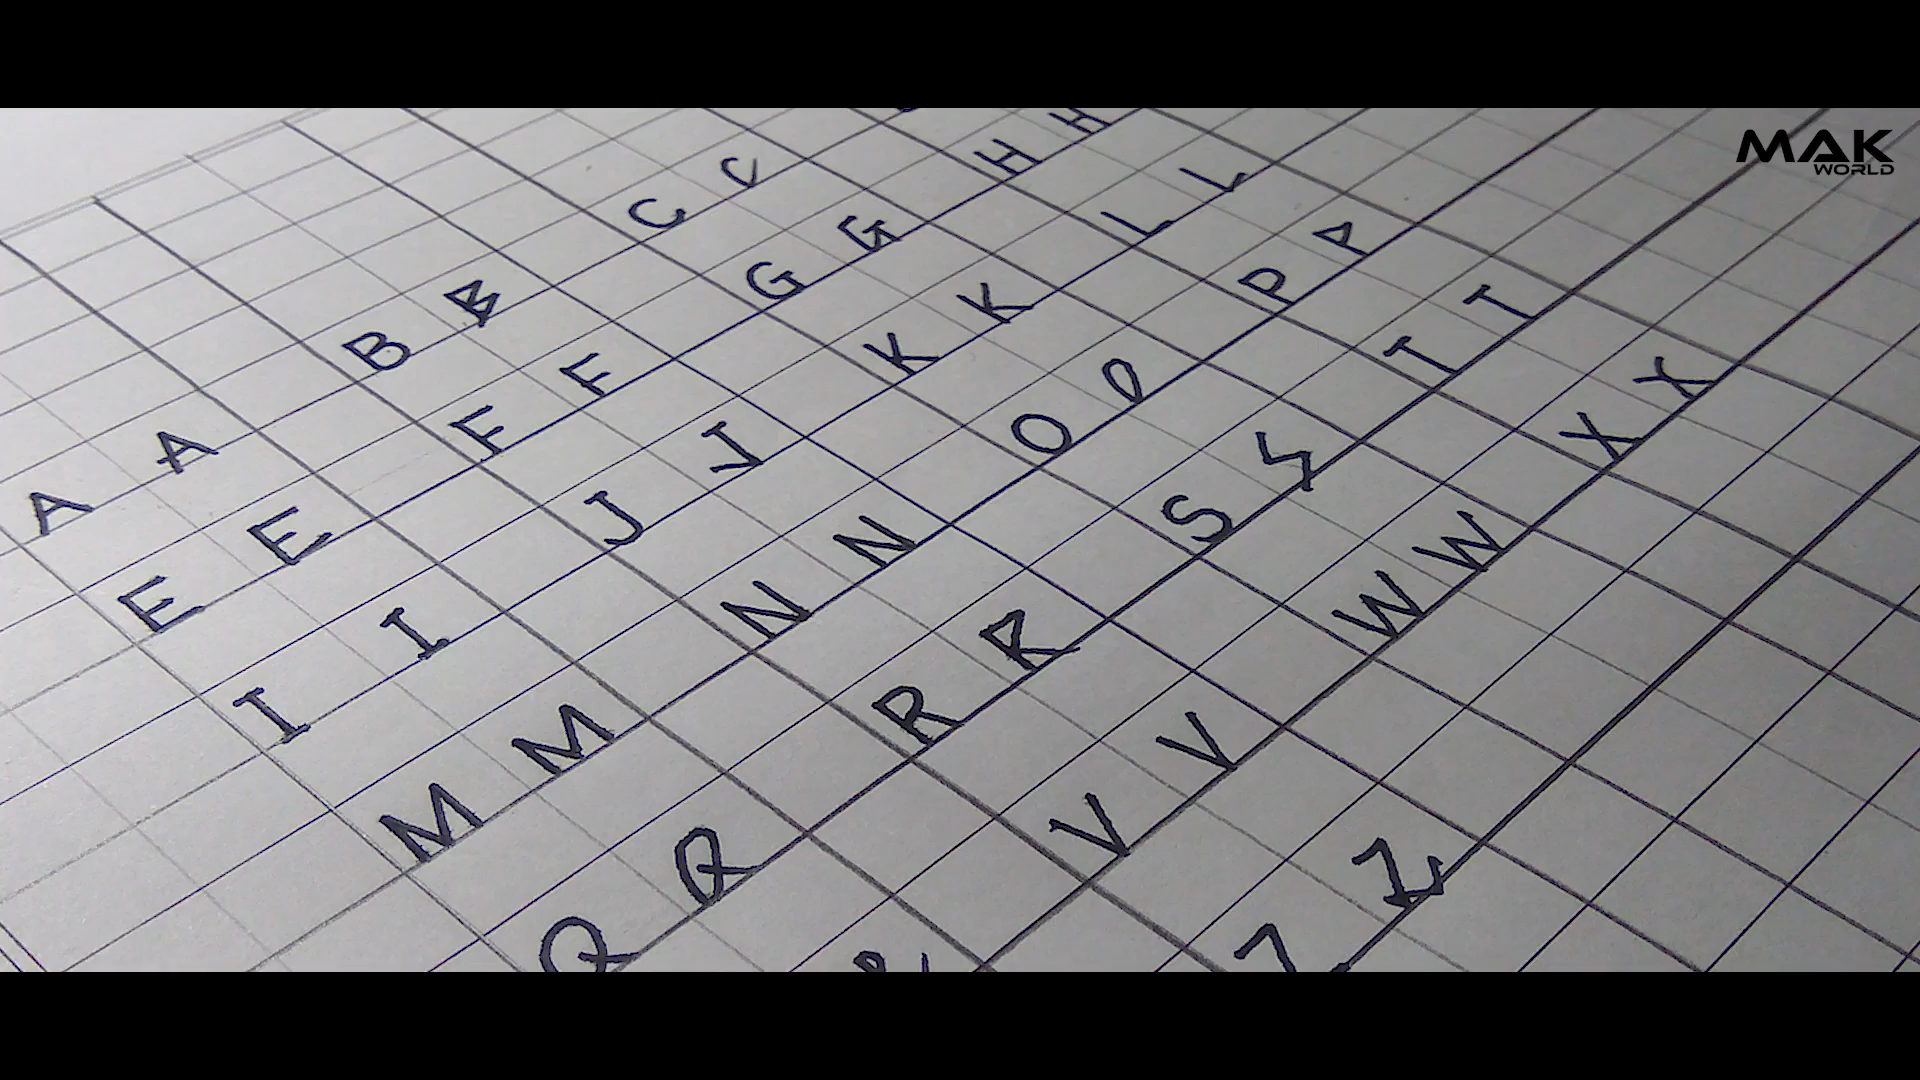 MAK
WORLD
A A B B C C
E E F F G G H H
I I J J K K L L
M M N N O O P P
Q Q R R S S T T
V V W W X X
Z Z